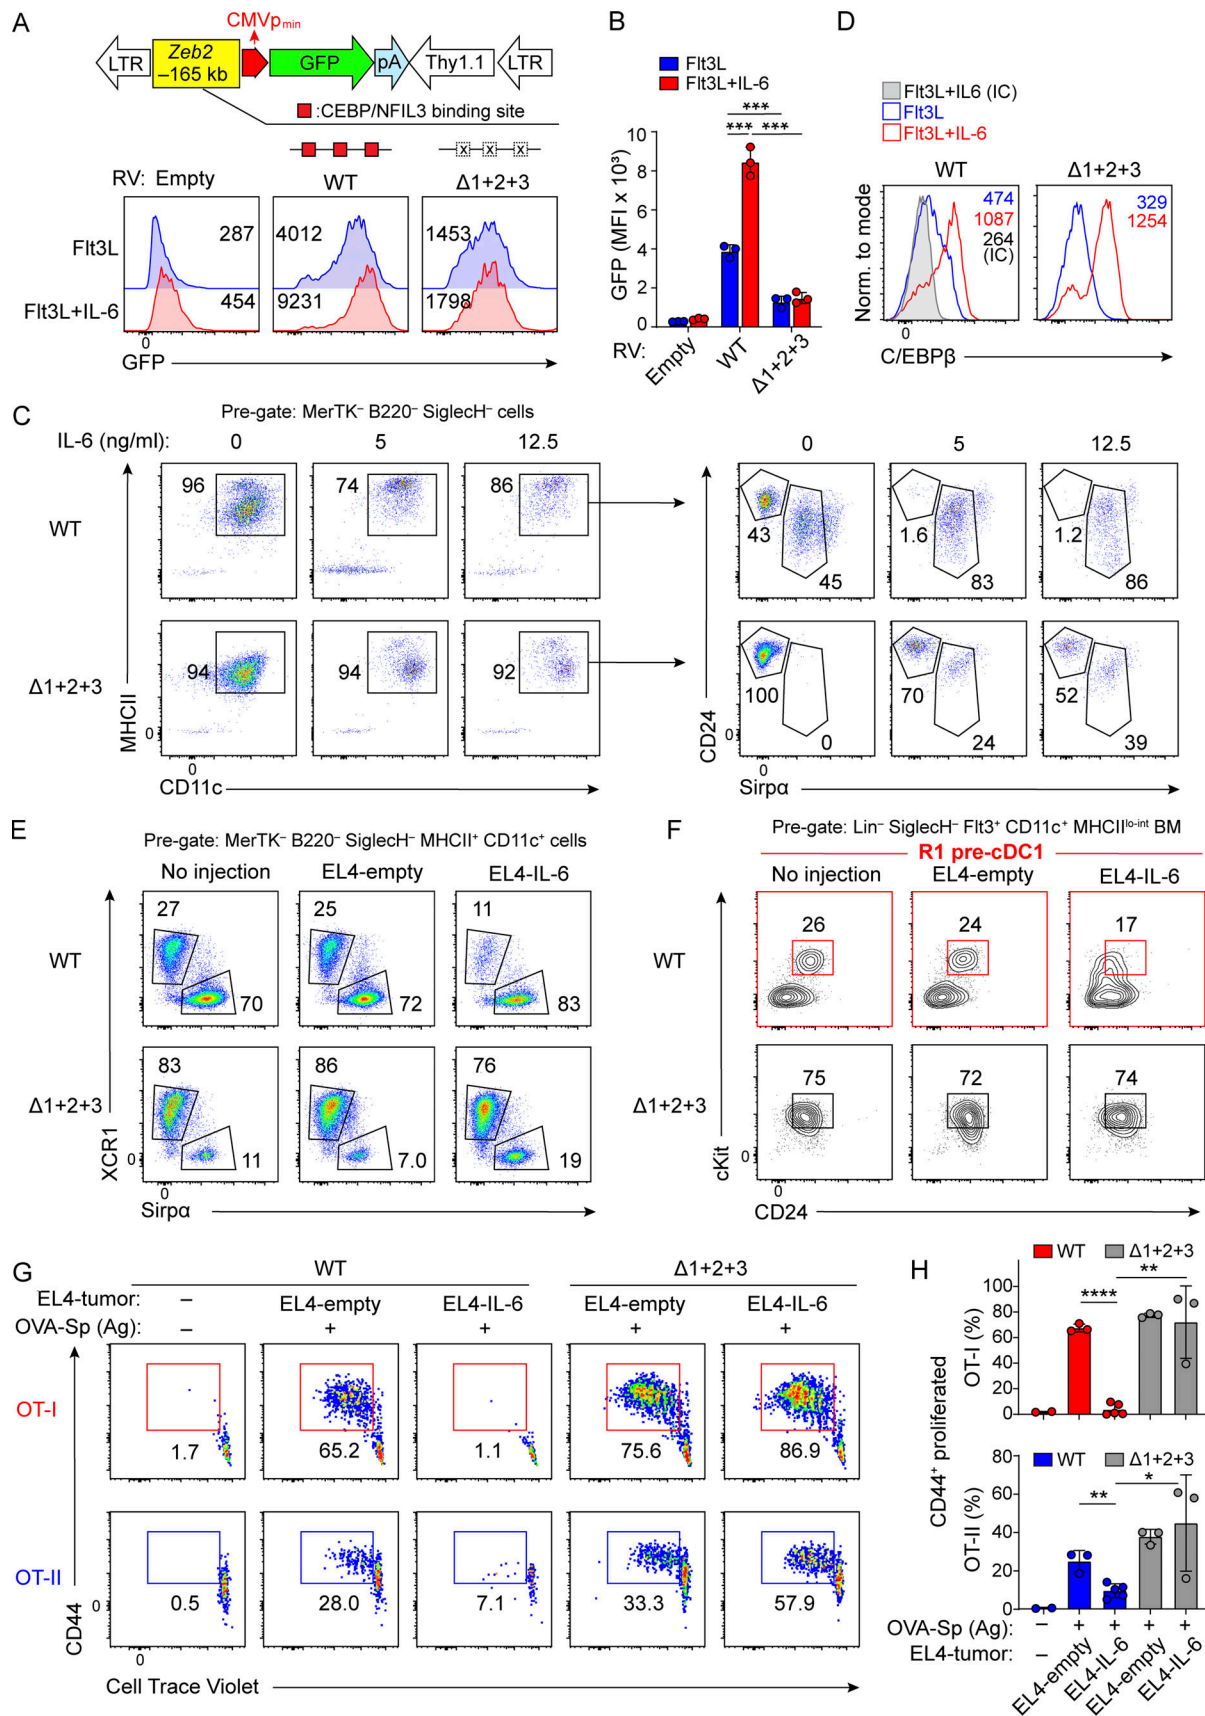 A
CMVpmin
LTR
Zeb2
–165 kb
GFP
pA
Thy1.1
LTR
:CEBP/NFIL3 binding site
x x x
RV: Empty WT Δ1+2+3
Flt3L
287 4012 1453
Flt3L+IL-6
454 9231 1798
GFP
B
Flt3L
Flt3L+IL-6
***
*** ***
GFP (MFI x 10³)
10
8
6
4
2
0
RV:
Empty
WT
Δ1+2+3
D
Flt3L+IL6 (IC)
Flt3L
Flt3L+IL-6
WT Δ1+2+3
Norm. to mode
474
1087
264
(IC)
329
1254
0
C/EBPβ
C
Pre-gate: MerTK– B220– SiglecH– cells
IL-6 (ng/ml): 0 5 12.5
0 5 12.5
WT
96 74 86
43 45
1.6 83
1.2 86
Δ1+2+3
94 94 92
100 0
70 24
52 39
MHCII
0
0
CD11c
CD24
0
0
Sirpα
E
Pre-gate: MerTK– B220– SiglecH– MHCII+ CD11c+ cells
No injection EL4-empty EL4-IL-6
WT
27 25 11
70 72 83
Δ1+2+3
83 86 76
11 7.0 19
XCR1
0
0
Sirpα
F
Pre-gate: Lin– SiglecH– Flt3+ CD11c+ MHCIIlo-int BM
R1 pre-cDC1
No injection EL4-empty EL4-IL-6
WT
26 24 17
Δ1+2+3
75 72 74
cKit
0
0
CD24
G
WT Δ1+2+3
EL4-tumor: – EL4-empty EL4-IL-6 EL4-empty EL4-IL-6
OVA-Sp (Ag): – + + + +
OT-I
1.7 65.2 1.1 75.6 86.9
OT-II
0.5 28.0 7.1 33.3 57.9
CD44
0
0
Cell Trace Violet
H
WT Δ1+2+3
**
****
CD44+ proliferated
OT-I (%)
100
80
60
40
20
0
WT Δ1+2+3
*
**
OT-II (%)
80
60
40
20
0
OVA-Sp (Ag): – + + + +
EL4-tumor: –
EL4-empty
EL4-IL-6
EL4-empty
EL4-IL-6